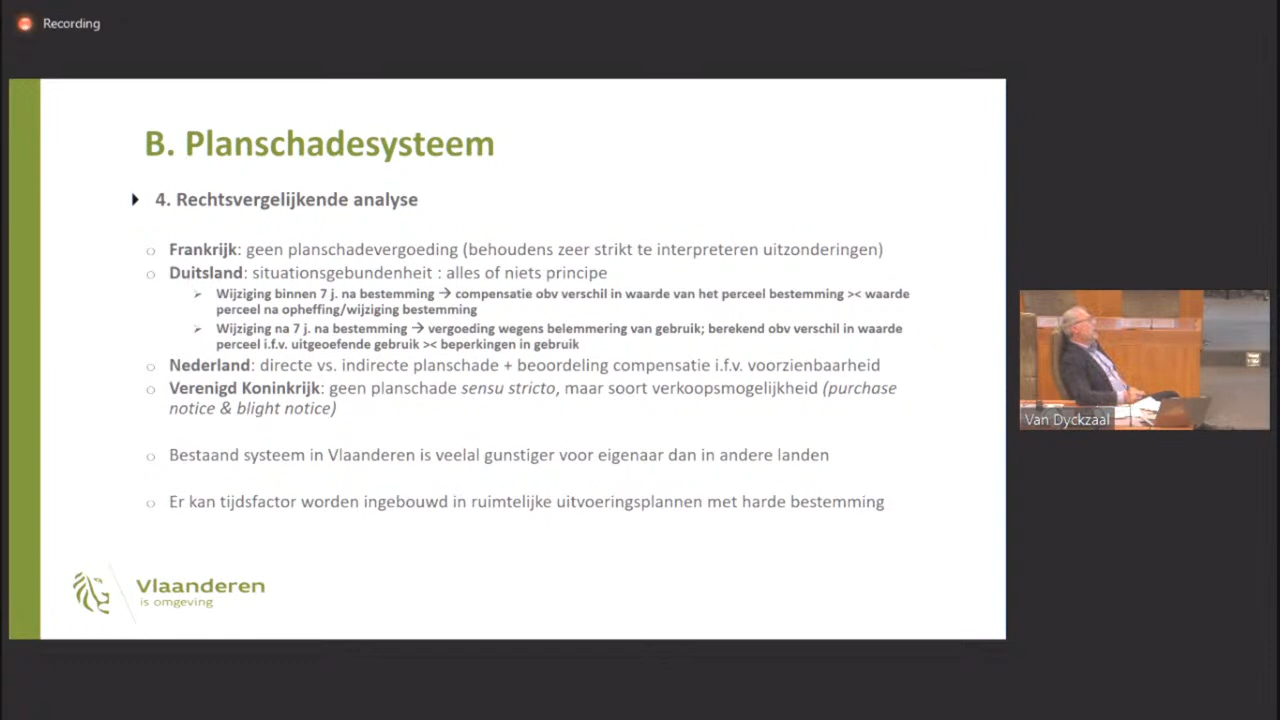 Recording
B. Planschadesysteem
4. Rechtsvergelijkende analyse
Frankrijk: geen planschadevergoeding (behoudens zeer strikt te interpreteren uitzonderingen)
Duitsland: situationsgebundenheit : alles of niets principe
Wijziging binnen 7 j. na bestemming → compensatie obv verschil in waarde van het perceel bestemming >< waarde
perceel na opheffing/wijziging bestemming
Wijziging na 7 j. na bestemming → vergoeding wegens belemmering van gebruik; berekend obv verschil in waarde
perceel i.f.v. uitgeoefende gebruik >< beperkingen in gebruik
Nederland: directe vs. indirecte planschade + beoordeling compensatie i.f.v. voorzienbaarheid
Verenigd Koninkrijk: geen planschade sensu stricto, maar soort verkoopsmogelijkheid (purchase
notice & blight notice)
Bestaand systeem in Vlaanderen is veelal gunstiger voor eigenaar dan in andere landen
Er kan tijdsfactor worden ingebouwd in ruimtelijke uitvoeringsplannen met harde bestemming
Vlaanderen
is omgeving
Van Dyckzaal